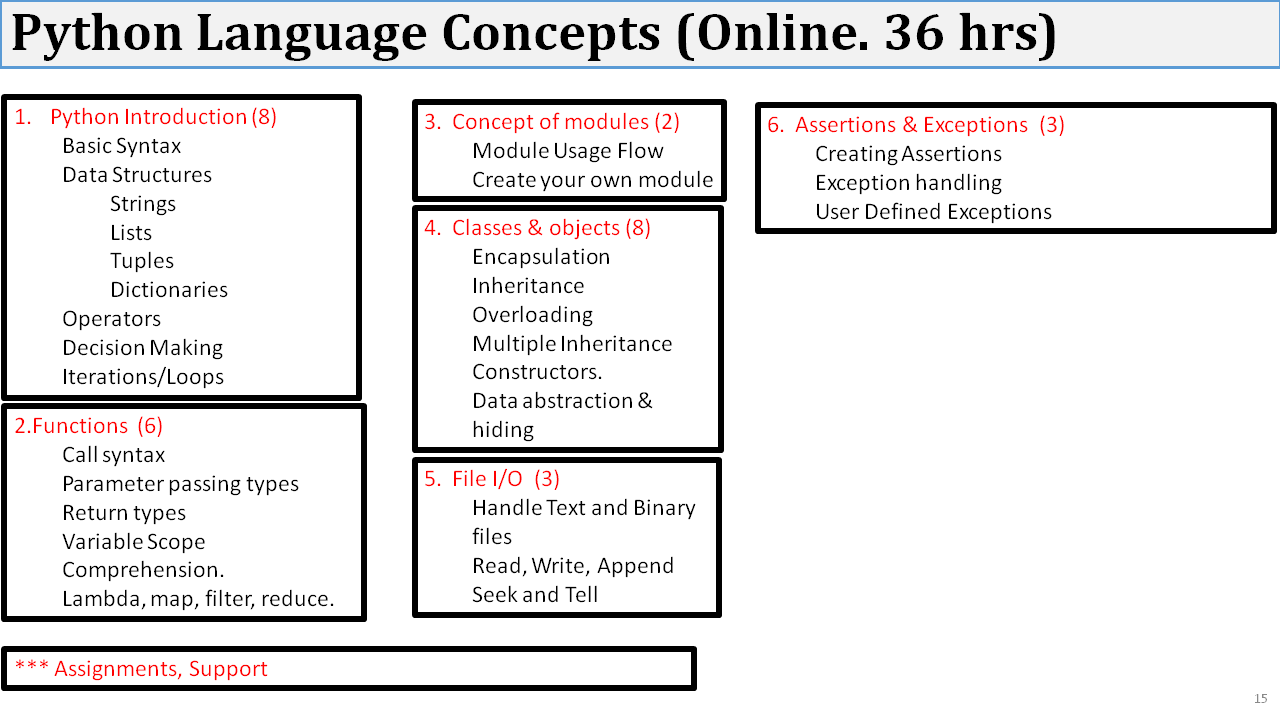 Python Language Concepts (Online. 36 hrs)
1. Python Introduction (8)
Basic Syntax
Data Structures
Strings
Lists
Tuples
Dictionaries
Operators
Decision Making
Iterations/Loops
2.Functions (6)
Call syntax
Parameter passing types
Return types
Variable Scope
Comprehension.
Lambda, map, filter, reduce.
3. Concept of modules (2)
Module Usage Flow
Create your own module
4. Classes & objects (8)
Encapsulation
Inheritance
Overloading
Multiple Inheritance
Constructors.
Data abstraction &
hiding
5. File I/O (3)
Handle Text and Binary
files
Read, Write, Append
Seek and Tell
6. Assertions & Exceptions (3)
Creating Assertions
Exception handling
User Defined Exceptions
*** Assignments, Support
15